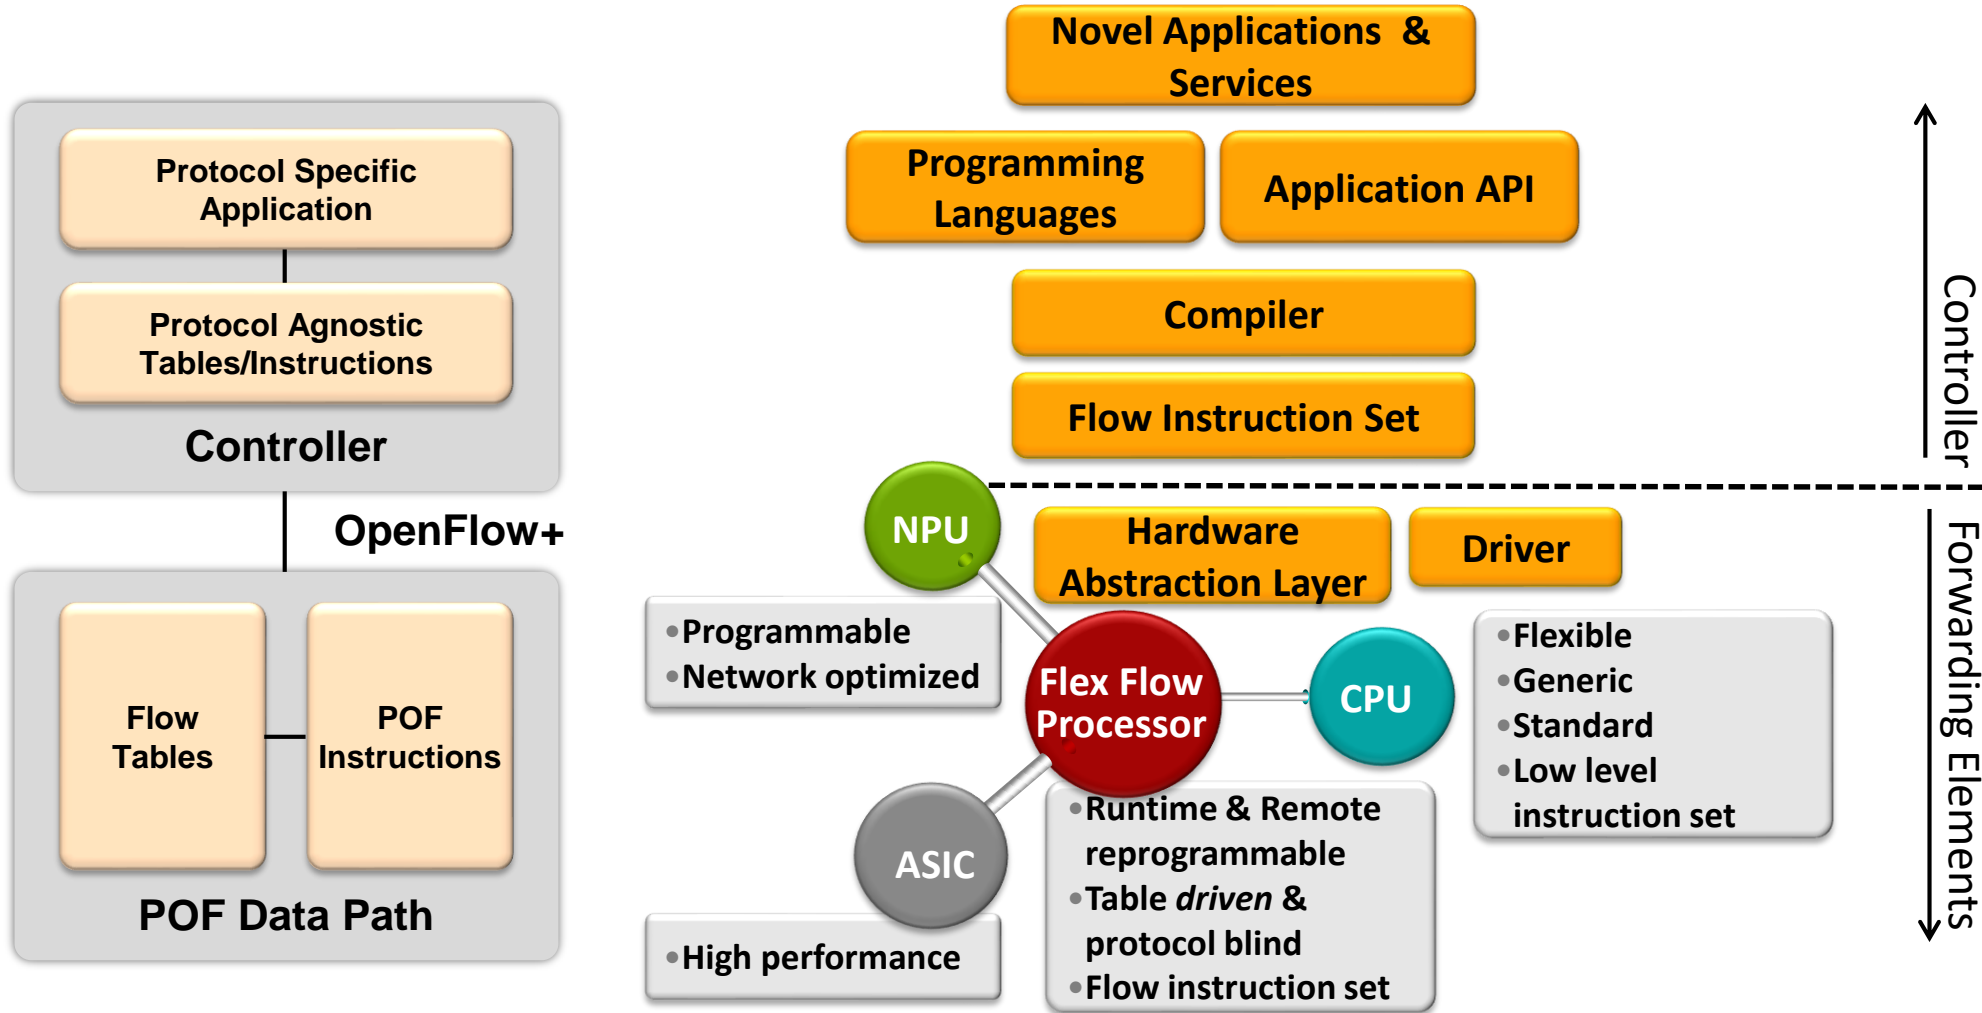 Protocol Specific
Application
Protocol Agnostic
Tables/Instructions
Controller
OpenFlow+
Flow
Tables
POF
Instructions
POF Data Path
Novel Applications &
Services
Programming
Languages
Application API
Compiler
Flow Instruction Set
Controller
NPU
Hardware
Abstraction Layer
Driver
•Programmable
•Network optimized
Flex Flow
Processor
CPU
•Flexible
•Generic
•Standard
•Low level
instruction set
ASIC
•High performance
•Runtime & Remote
reprogrammable
•Table driven &
protocol blind
•Flow instruction set
Forwarding Elements